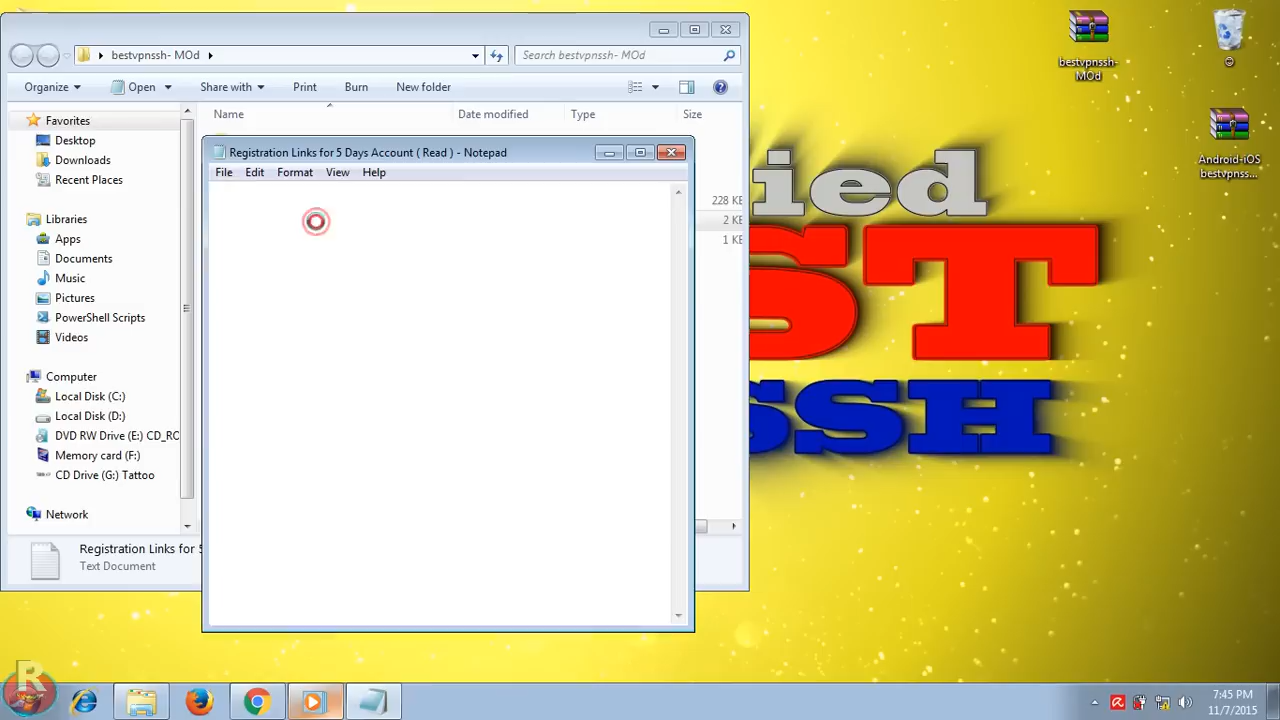 bestvpnssh- MOd
Search bestvpnssh- MOd
Organize
Open
Share with
Print
Burn
New folder
Name
Date modified
Type
Size
Favorites
Desktop
Downloads
Recent Places
Libraries
Apps
Documents
Music
Pictures
PowerShell Scripts
Videos
Computer
Local Disk (C:)
Local Disk (D:)
DVD RW Drive (E:) CD_RO
Memory card (F:)
CD Drive (G:) Tattoo
Network
228 KB
2 KB
1 KB
Registration Links for 5
Text Document
Registration Links for 5 Days Account ( Read ) - Notepad
File
Edit
Format
View
Help
bestvpnssh-
MOd
Android-iOS
bestvpnss...
ied
ST
SSH
R
7:45 PM
11/7/2015